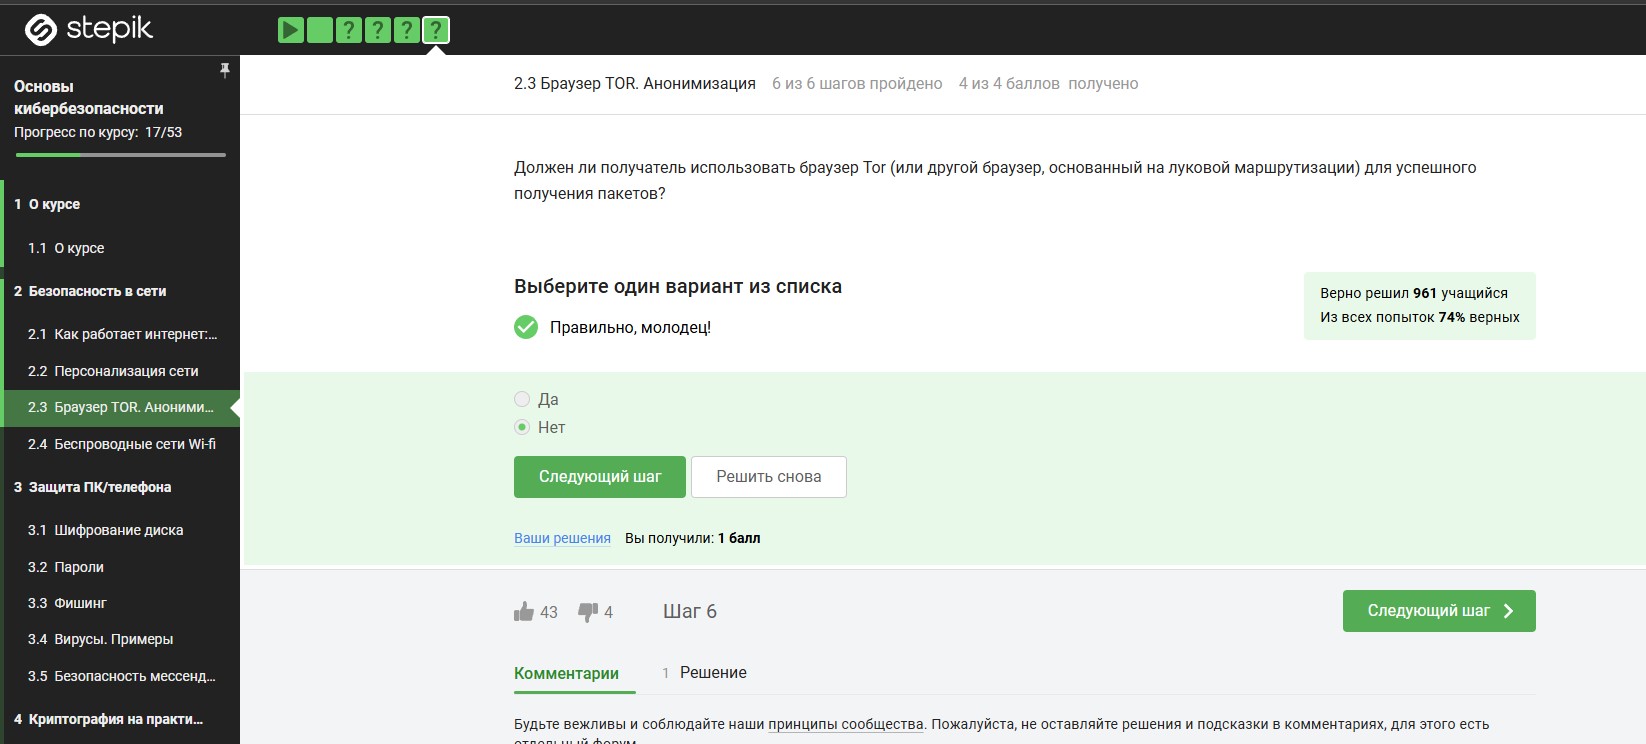 stepik
? ? ? ?
Основы
кибербезопасности
Прогресс по курсу: 17/53
1 О курсе
1.1 О курсе
2 Безопасность в сети
2.1 Как работает интернет:...
2.2 Персонализация сети
2.3 Браузер TOR. Аноними...
2.4 Беспроводные сети Wi-fi
3 Защита ПК/телефона
3.1 Шифрование диска
3.2 Пароли
3.3 Фишинг
3.4 Вирусы. Примеры
3.5 Безопасность мессенд...
4 Криптография на практи...
2.3 Браузер TOR. Анонимизация 6 из 6 шагов пройдено 4 из 4 баллов получено
Должен ли получатель использовать браузер Tor (или другой браузер, основанный на луковой маршрутизации) для успешного
получения пакетов?
Выберите один вариант из списка
Правильно, молодец!
Верно решил 961 учащийся
Из всех попыток 74% верных
Да
Нет
Следующий шаг Решить снова
Ваши решения Вы получили: 1 балл
43 4 Шаг 6 Следующий шаг
Комментарии 1 Решение
Будьте вежливы и соблюдайте наши принципы сообщества. Пожалуйста, не оставляйте решения и подсказки в комментариях, для этого есть
отдельный форум.